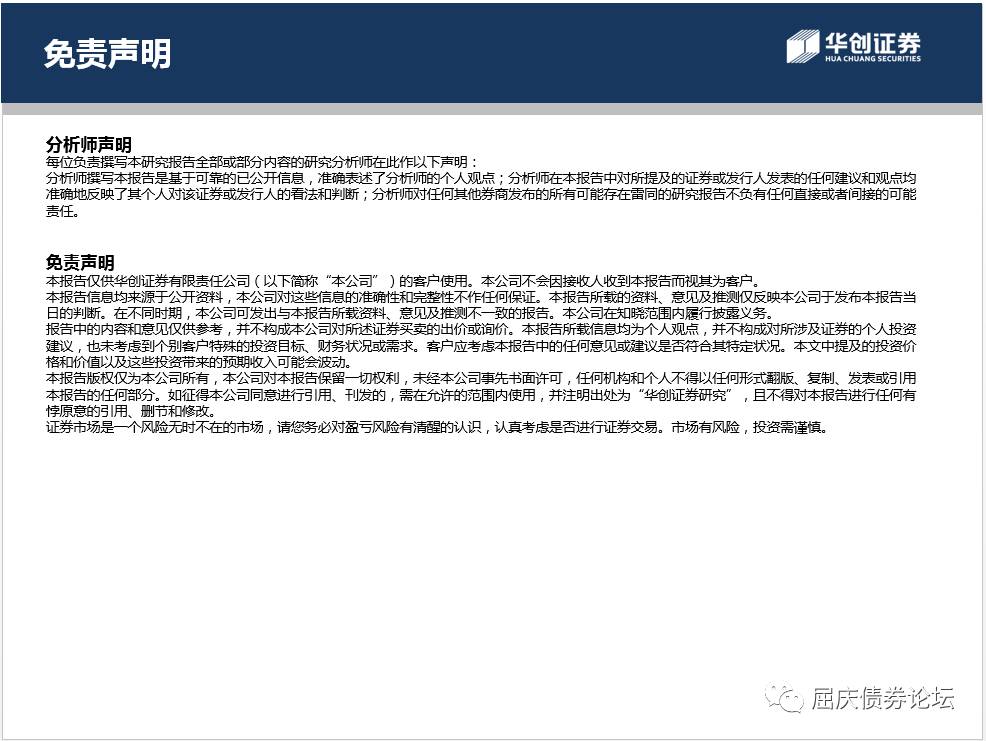 免责声明
华创证券
HUA CHUANG SECURITIES
分析师声明
每位负责撰写本研究报告全部或部分内容的研究分析师在此作以下声明：
分析师撰写本报告是基于可靠的已公开信息，准确表述了分析师的个人观点；分析师在本报告中对所提及的证券或发行人发表的任何建议和观点均
准确地反映了其个人对该证券或发行人的看法和判断；分析师对任何其他券商发布的所有可能存在雷同的研究报告不负有任何直接或者间接的可能
责任。
免责声明
本报告仅供华创证券有限责任公司（以下简称“本公司”）的客户使用。本公司不会因接收人收到本报告而视其为客户。
本报告信息均来源于公开资料，本公司对这些信息的准确性和完整性不作任何保证。本报告所载的资料、意见及推测仅反映本公司于发布本报告当
日的判断。在不同时期，本公司可发出与本报告所载资料、意见及推测不一致的报告。本公司在知晓范围内履行披露义务。
报告中的内容和意见仅供参考，并不构成本公司对所述证券买卖的出价或询价。本报告所载信息均为个人观点，并不构成对所涉及证券的个人投资
建议，也未考虑到个别客户特殊的投资目标、财务状况或需求。客户应考虑本报告中的任何意见或建议是否符合其特定状况。本文中提及的投资价
格和价值以及这些投资带来的预期收入可能会波动。
本报告版权仅为本公司所有，本公司对本报告保留一切权利，未经本公司事先书面许可，任何机构和个人不得以任何形式翻版、复制、发表或引用
本报告的任何部分。如征得本公司同意进行引用、刊发的，需在允许的范围内使用，并注明出处为“华创证券研究”，且不得对本报告进行任何有
悖原意的引用、删节和修改。
证券市场是一个风险无时不在的市场，请您务必对盈亏风险有清醒的认识，认真考虑是否进行证券交易。市场有风险，投资需谨慎。
屈庆债券论坛